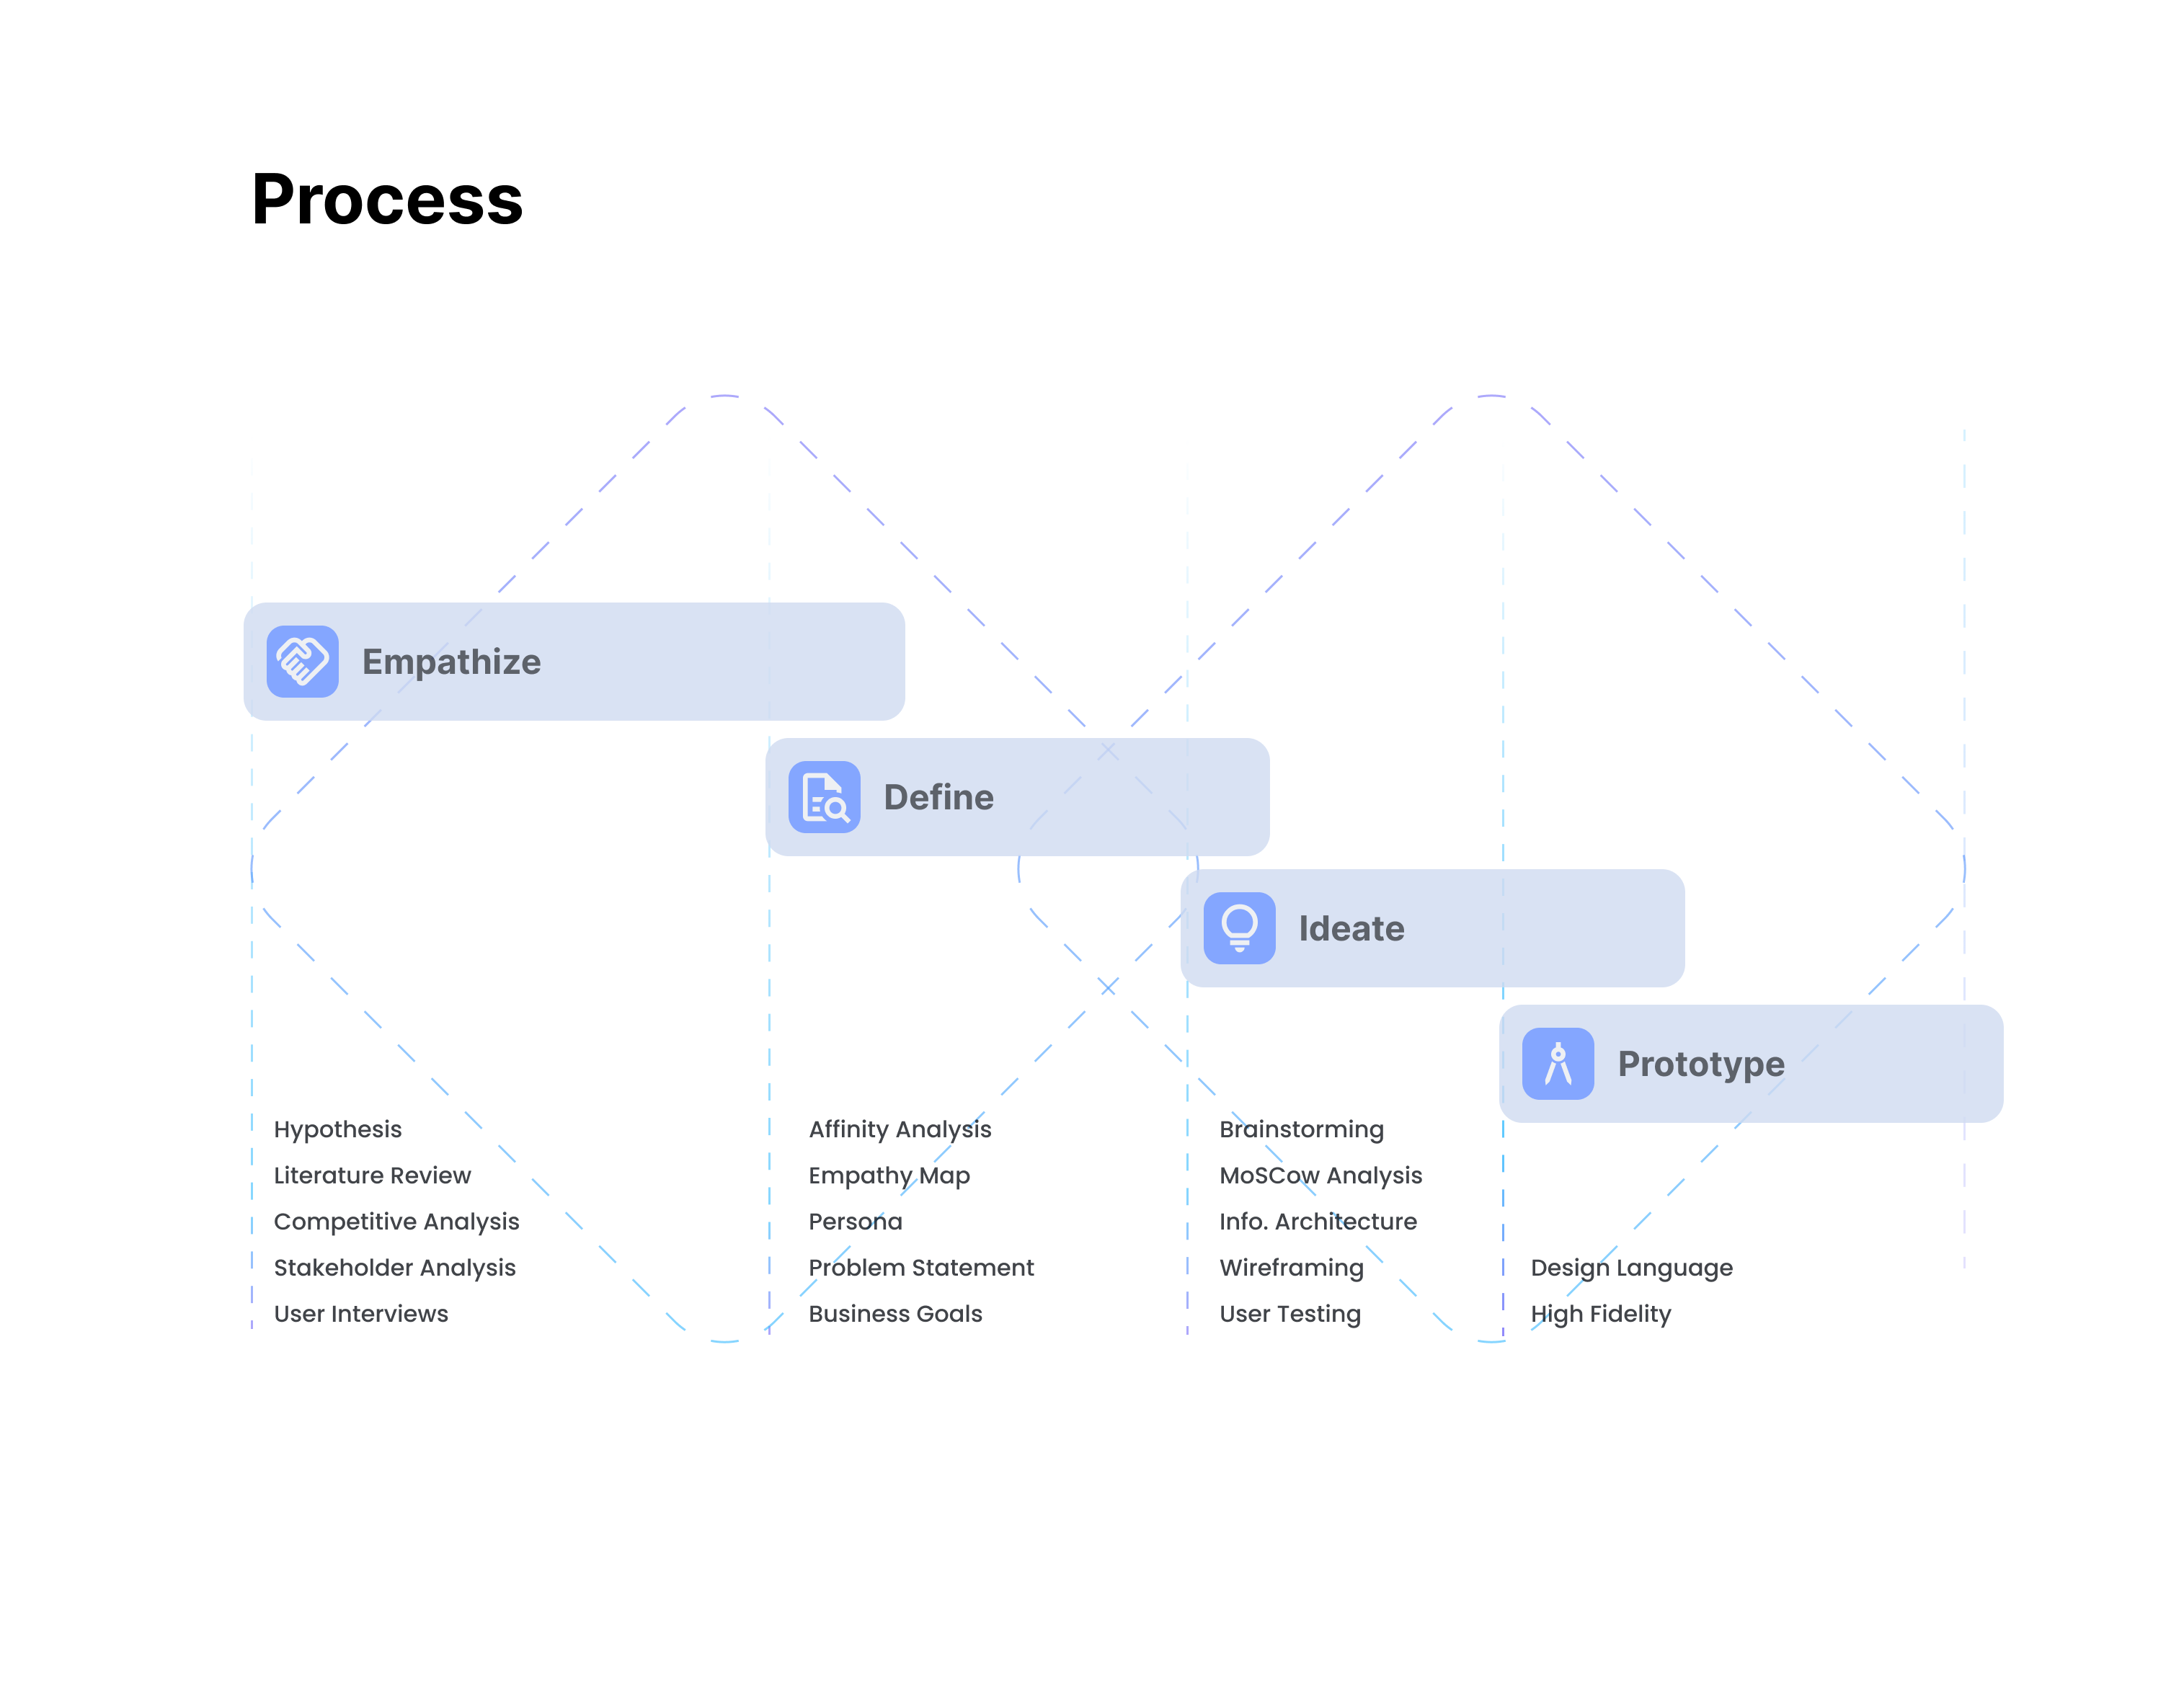 Process
Empathize
Define
Ideate
Prototype
Hypothesis
Literature Review
Competitive Analysis
Stakeholder Analysis
User Interviews
Affinity Analysis
Empathy Map
Persona
Problem Statement
Business Goals
Brainstorming
MoSCow Analysis
Info. Architecture
Wireframing
User Testing
Design Language
High Fidelity